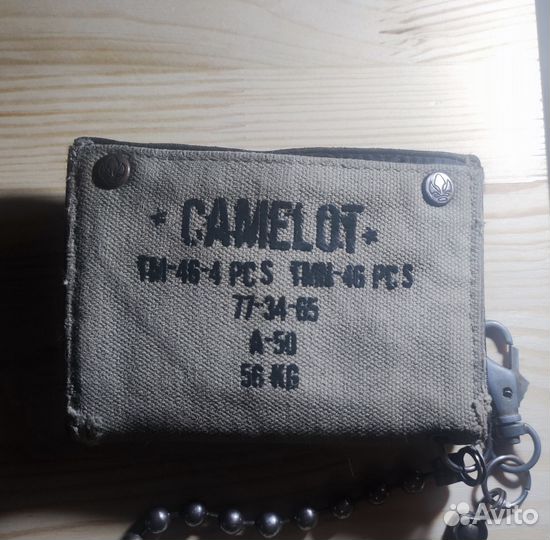 * CAMELOT *
TM-46-4 PCS TMN-46 PCS
77-34-65
A-50
56 KG
Avito